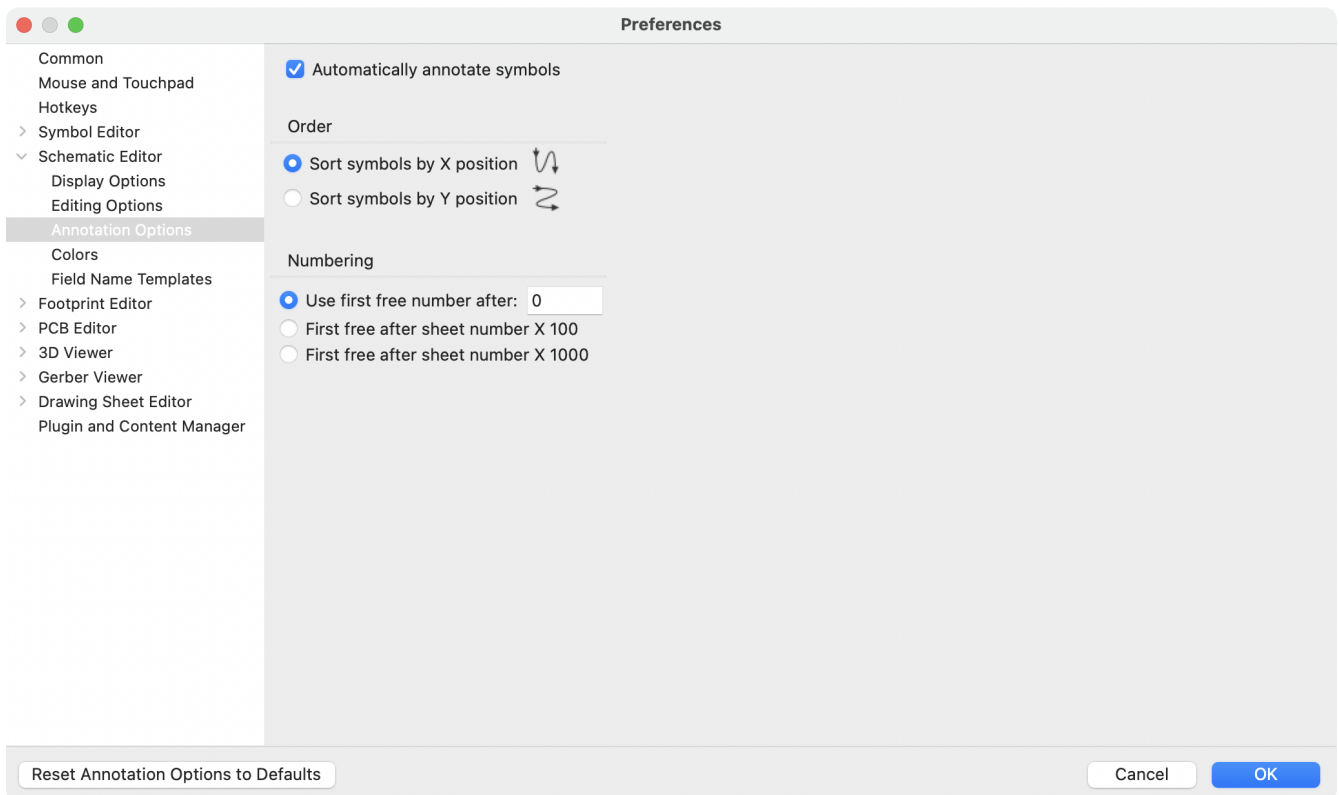 Preferences
Common
Mouse and Touchpad
Hotkeys
Symbol Editor
Schematic Editor
Display Options
Editing Options
Annotation Options
Colors
Field Name Templates
Footprint Editor
PCB Editor
3D Viewer
Gerber Viewer
Drawing Sheet Editor
Plugin and Content Manager
Automatically annotate symbols
Order
Sort symbols by X position
Sort symbols by Y position
Numbering
Use first free number after: 0
First free after sheet number X 100
First free after sheet number X 1000
Reset Annotation Options to Defaults
Cancel
OK